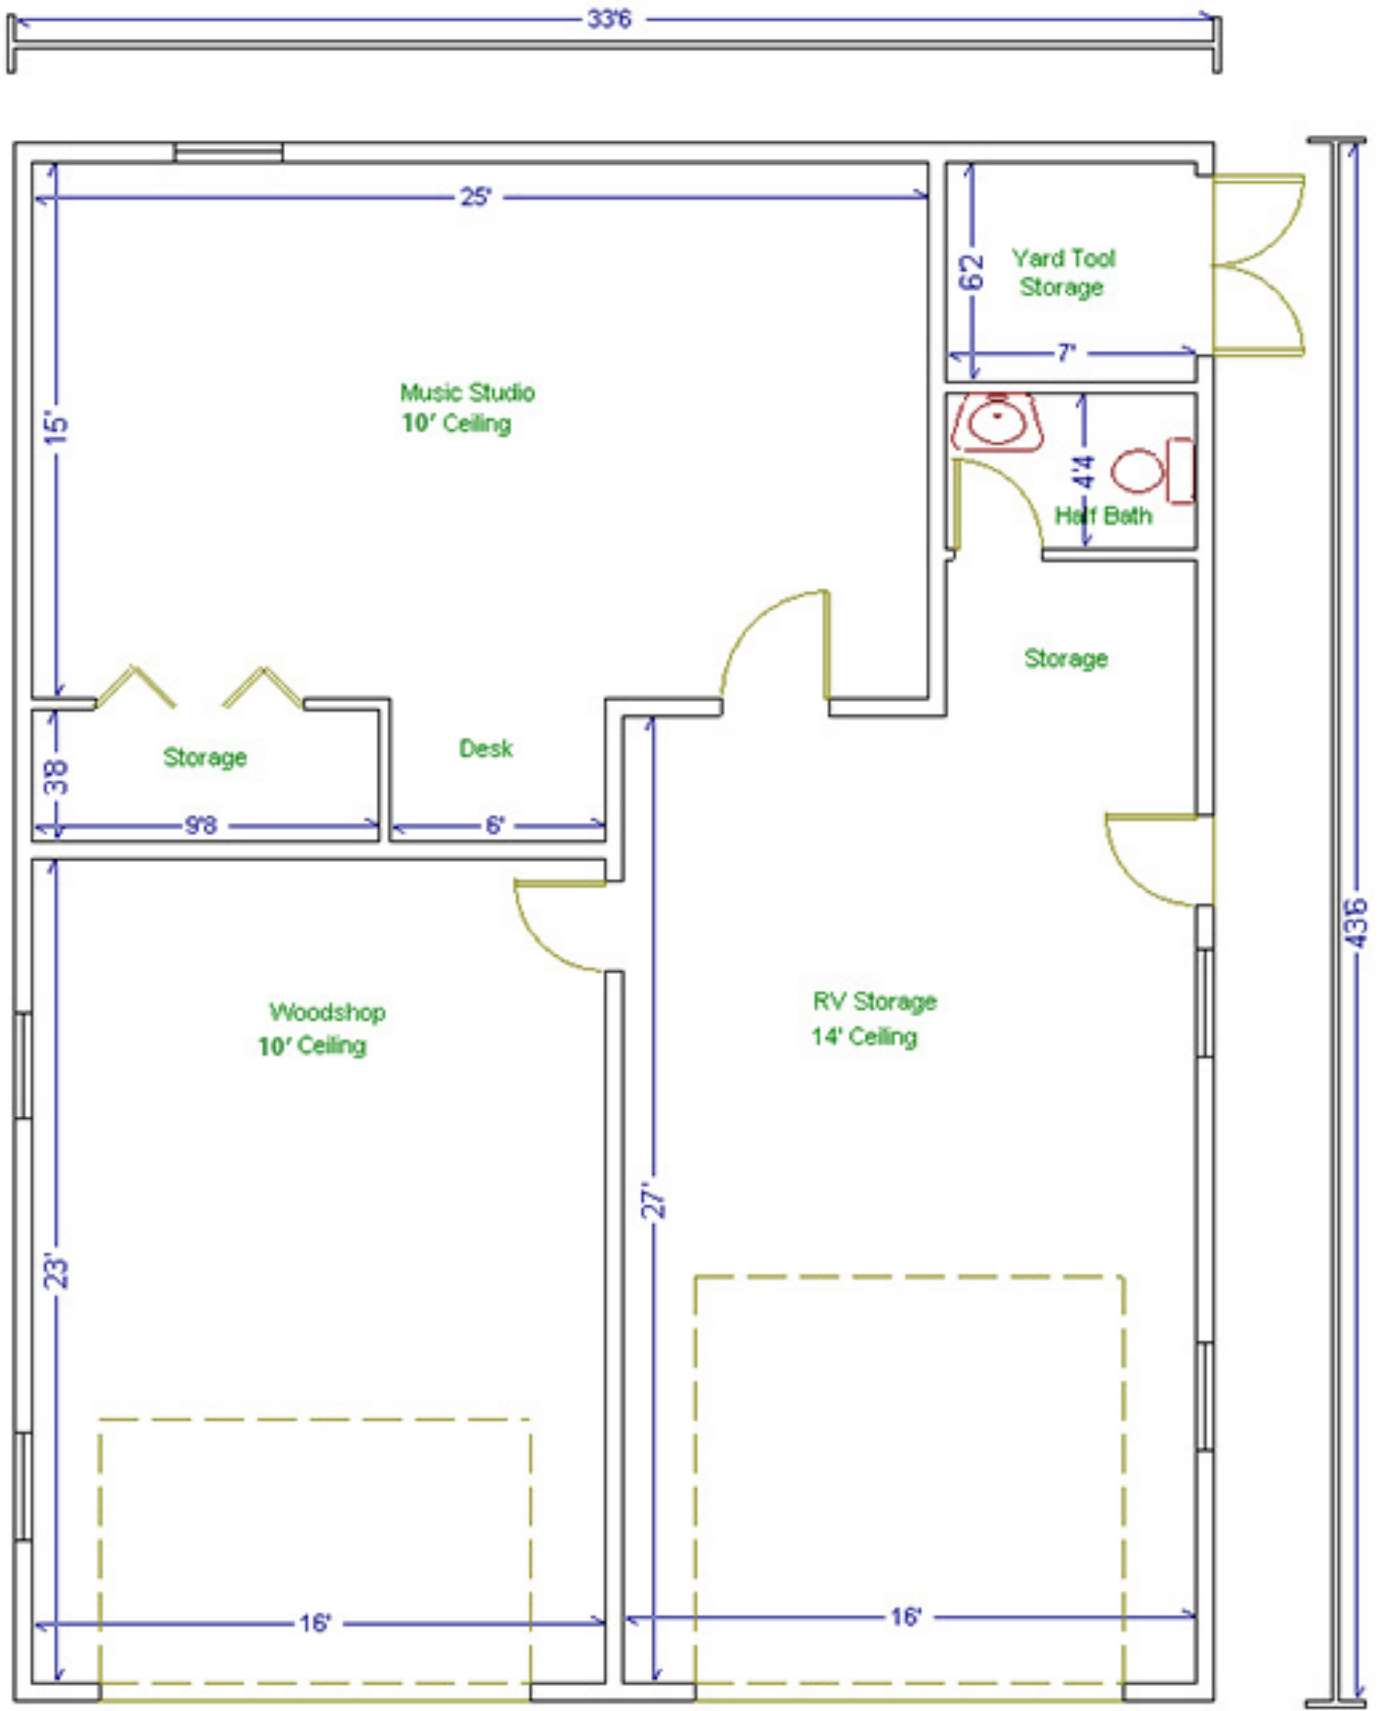 33'6
25'
6'2
Yard Tool
Storage
7'
Music Studio
10' Ceiling
15'
4'4
Half Bath
Storage
Storage
Desk
3'8
9'8
6'
43'6
Woodshop
10' Ceiling
RV Storage
14' Ceiling
27'
23'
16'
16'